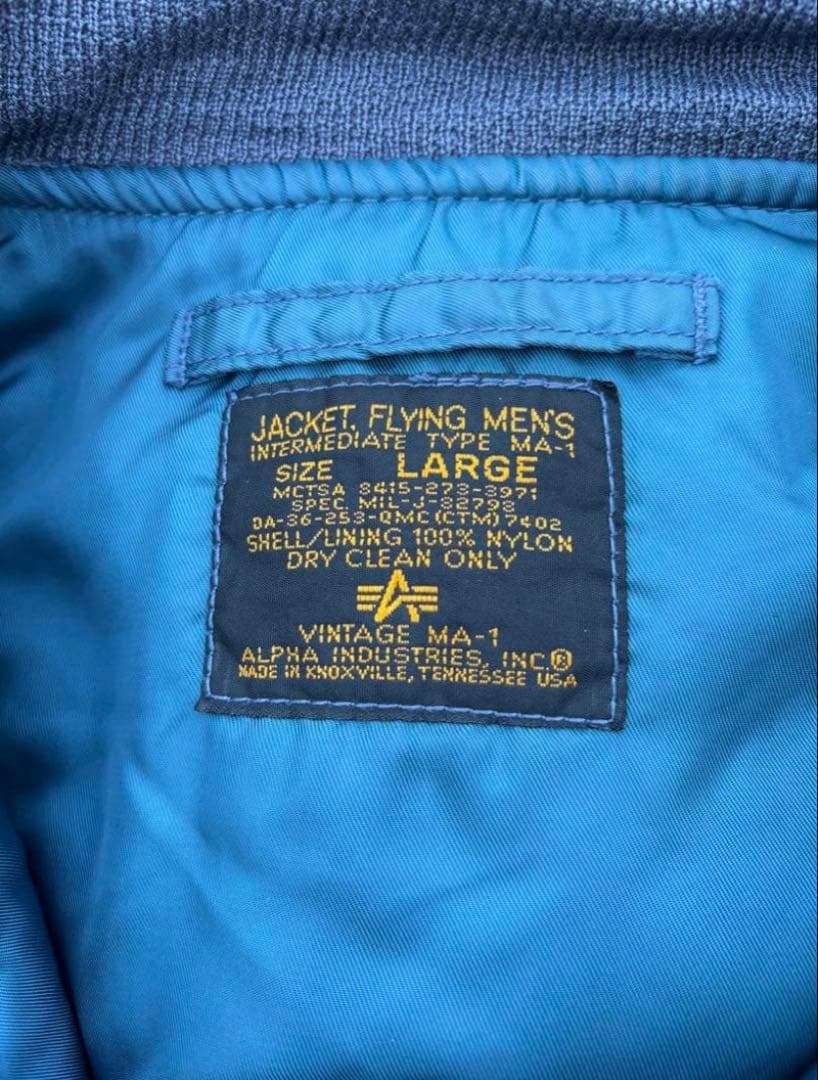 JACKET, FLYING MEN'S
INTERMEDIATE TYPE MA-1
SIZE LARGE
MCTSA 8415-273-3971
SPEC MIL-J-82798
DA-36-253-QMC(CTM)7402
SHELL/LINING 100% NYLON
DRY CLEAN ONLY
VINTAGE MA-1
ALPHA INDUSTRIES, INC.®
MADE IN KNOXVILLE, TENNESSEE USA